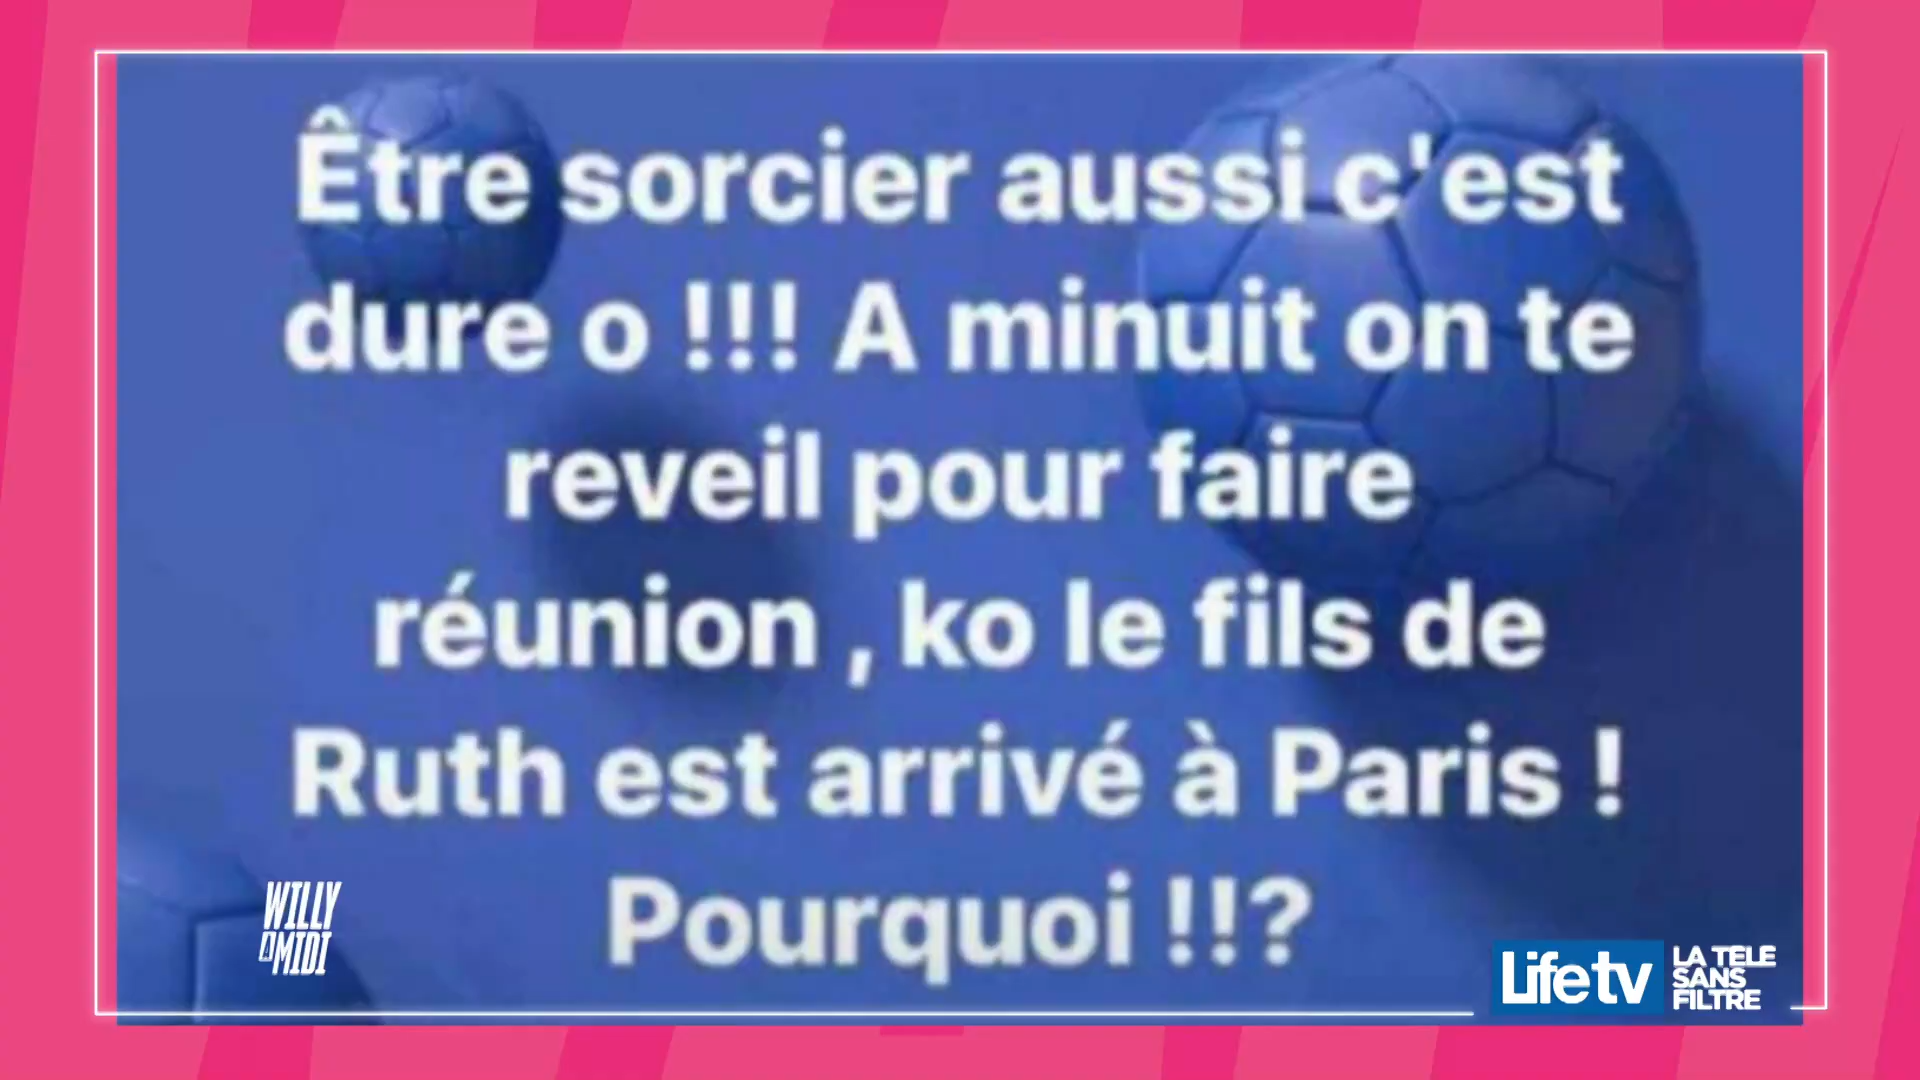 Être sorcier aussi c'est
dure o !!! A minuit on te
reveil pour faire
réunion , ko le fils de
Ruth est arrivé à Paris !
Pourquoi !!?
WILLY
À MIDI
Life tv
LA TELE
SANS
FILTRE